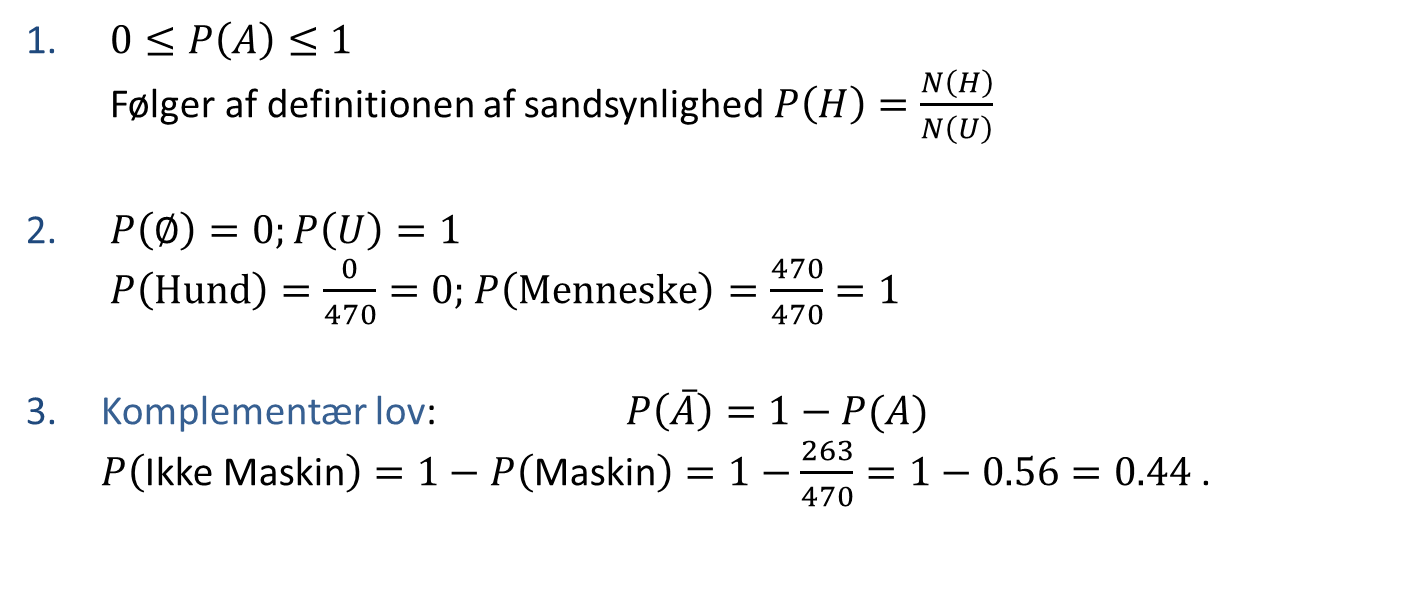 1. 0 ≤ P(A) ≤ 1
Følger af definitionen af sandsynlighed P(H) = N(H)/N(U)
2. P(Ø) = 0; P(U) = 1
P(Hund) = 0/470 = 0; P(Menneske) = 470/470 = 1
3. Komplementær lov: P(Ā) = 1 − P(A)
P(Ikke Maskin) = 1 − P(Maskin) = 1 − 263/470 = 1 − 0.56 = 0.44 .